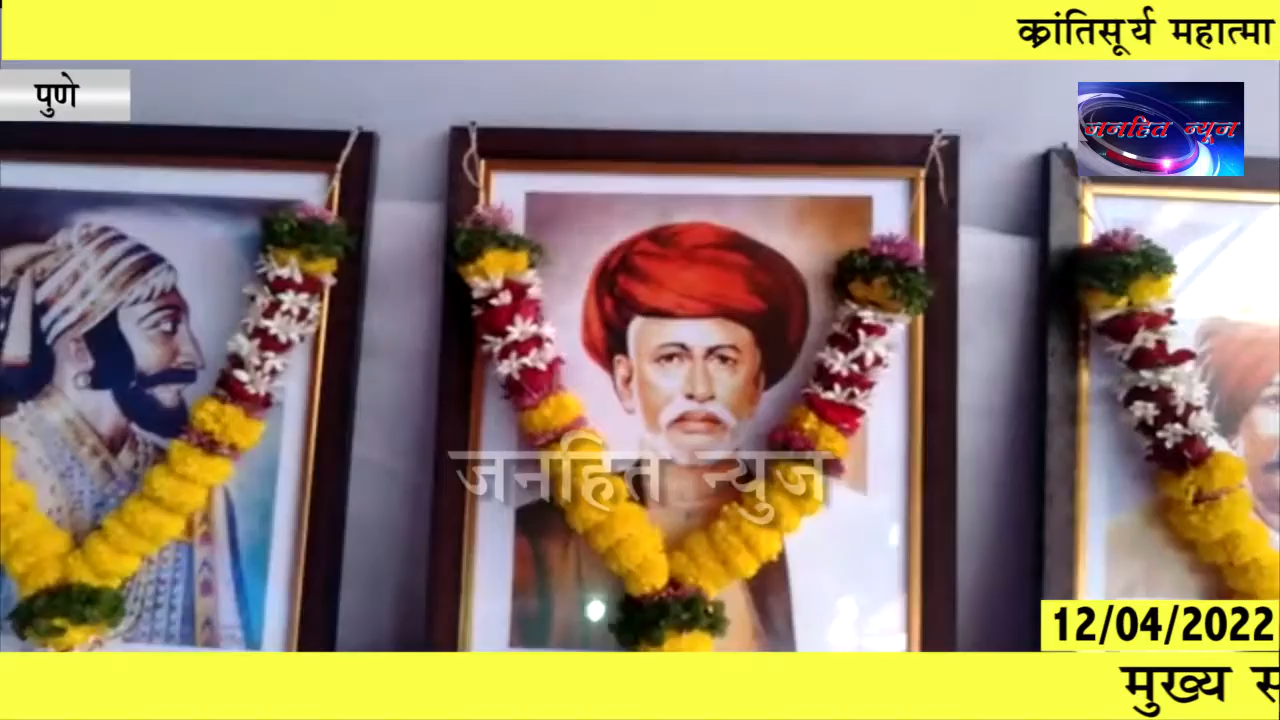 क्रांतिसूर्य महात्मा
पुणे
जनहित न्यूज
जनहित न्यूज
12/04/2022
मुख्य